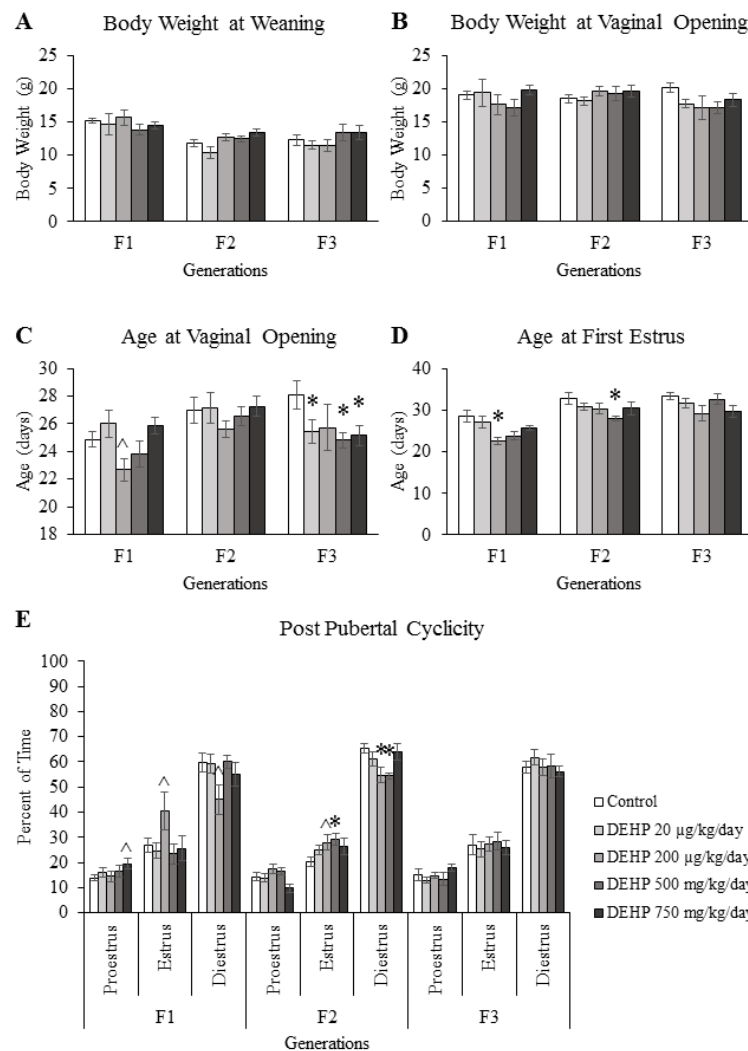 A Body Weight at Weaning
Body Weight (g)
25
20
15
10
5
0
F1 F2 F3
Generations
B Body Weight at Vaginal Opening
Body Weight (g)
25
20
15
10
5
0
F1 F2 F3
Generations
C Age at Vaginal Opening
Age (days)
28
26
24
22
20
18
^ * * *
F1 F2 F3
Generations
D Age at First Estrus
Age (days)
40
30
20
10
0
* *
F1 F2 F3
Generations
E Post Pubertal Cyclicity
Percent of Time
100
90
80
70
60
50
40
30
20
10
0
^ ^ ^ ^ * **
Proestrus Estrus Diestrus Proestrus Estrus Diestrus Proestrus Estrus Diestrus
F1 F2 F3
Generations
Control
DEHP 20 µg/kg/day
DEHP 200 µg/kg/day
DEHP 500 mg/kg/day
DEHP 750 mg/kg/day